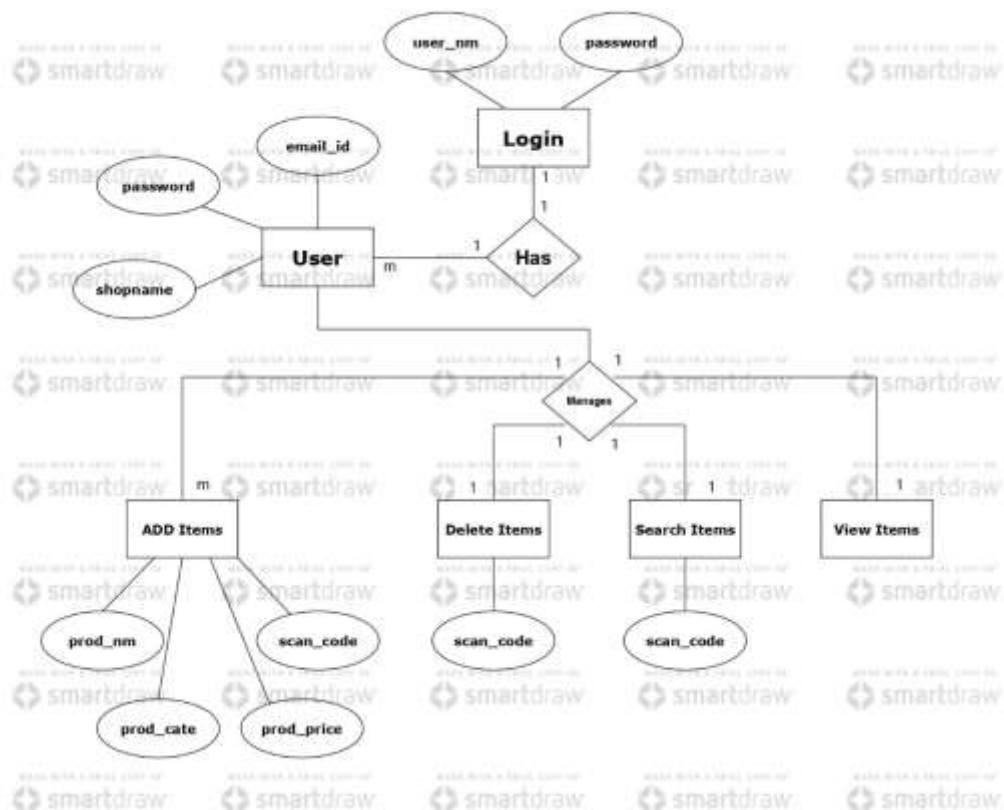 user_nm
password
Login
email_id
password
User
shopname
1
1
1
m
Has
1
1
Manages
1
1
m
1
1
1
ADD Items
Delete Items
Search Items
View Items
prod_nm
scan_code
scan_code
scan_code
prod_cate
prod_price
smartdraw